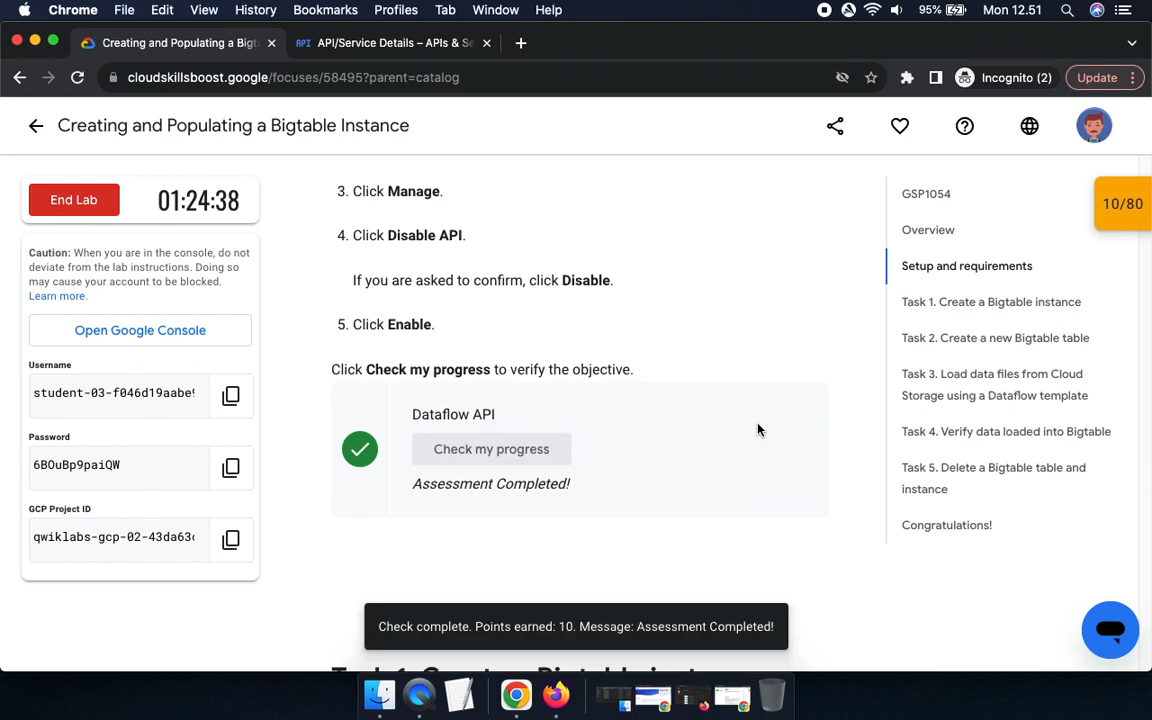 Chrome File Edit View History Bookmarks Profiles Tab Window Help 95% Mon 12.51
Creating and Populating a Bigt
API API/Service Details – APIs & Se
cloudskillsboost.google/focuses/58495?parent=catalog
Incognito (2)
Update
Creating and Populating a Bigtable Instance
End Lab
01:24:38
Caution: When you are in the console, do not
deviate from the lab instructions. Doing so
may cause your account to be blocked.
Learn more.
Open Google Console
Username
student-03-f046d19aabe
Password
6BOuBp9paiQW
GCP Project ID
qwiklabs-gcp-02-43da63
3. Click Manage.
4. Click Disable API.
If you are asked to confirm, click Disable.
5. Click Enable.
Click Check my progress to verify the objective.
Dataflow API
Check my progress
Assessment Completed!
Check complete. Points earned: 10. Message: Assessment Completed!
GSP1054
Overview
Setup and requirements
Task 1. Create a Bigtable instance
Task 2. Create a new Bigtable table
Task 3. Load data files from Cloud
Storage using a Dataflow template
Task 4. Verify data loaded into Bigtable
Task 5. Delete a Bigtable table and
instance
Congratulations!
10/80